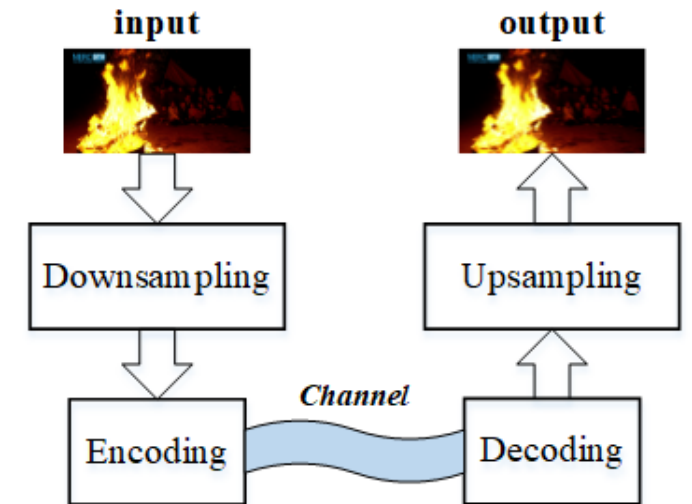 input
output
Downsampling
Upsampling
Channel
Encoding
Decoding